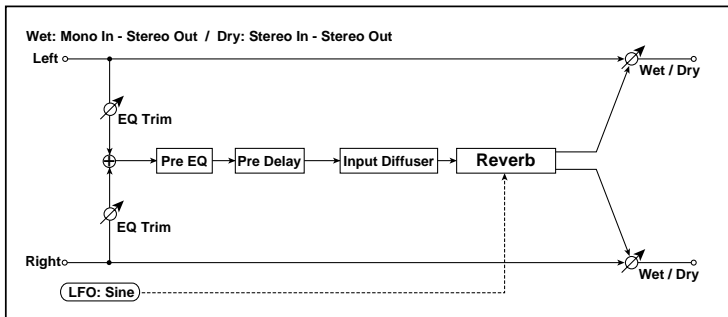 Wet: Mono In - Stereo Out / Dry: Stereo In - Stereo Out
Left
Wet / Dry
EQ Trim
Pre EQ
Pre Delay
Input Diffuser
Reverb
EQ Trim
Right
Wet / Dry
LFO: Sine